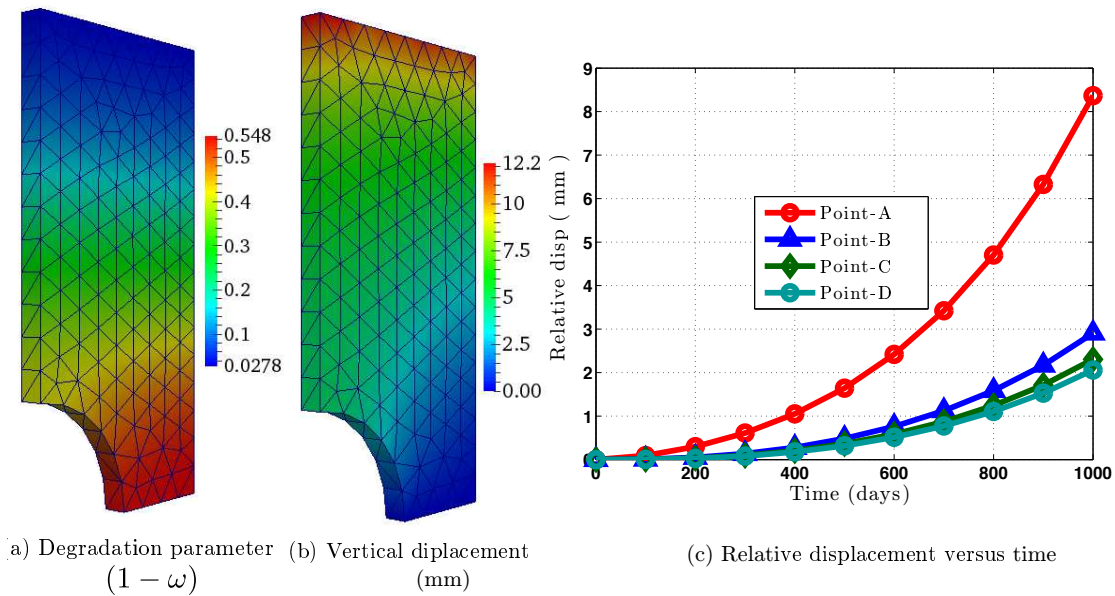 0.548
0.5
0.4
0.3
0.2
0.1
0.0278
12.2
10
7.5
5
2.5
0.00
9
8
7
6
5
4
3
2
1
0
0
200
400
600
800
1000
Relative disp ( mm )
Time (days)
Point-A
Point-B
Point-C
Point-D
a) Degradation parameter
(1 − ω)
(b) Vertical diplacement
(mm)
(c) Relative displacement versus time